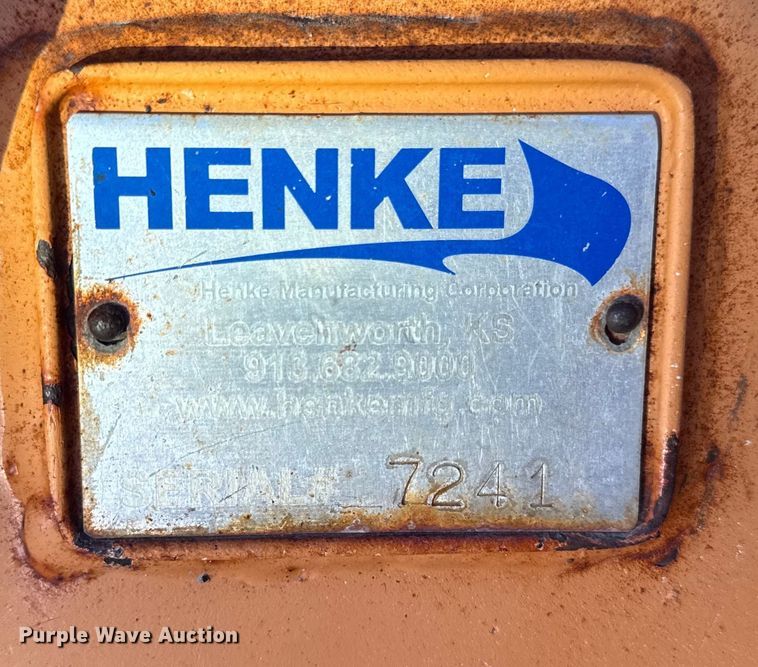 HENKE
Henke Manufacturing Corporation
Leavenworth, KS
913.682.9000
www.henkemfg.com
SERIAL# 7241
Purple Wave Auction